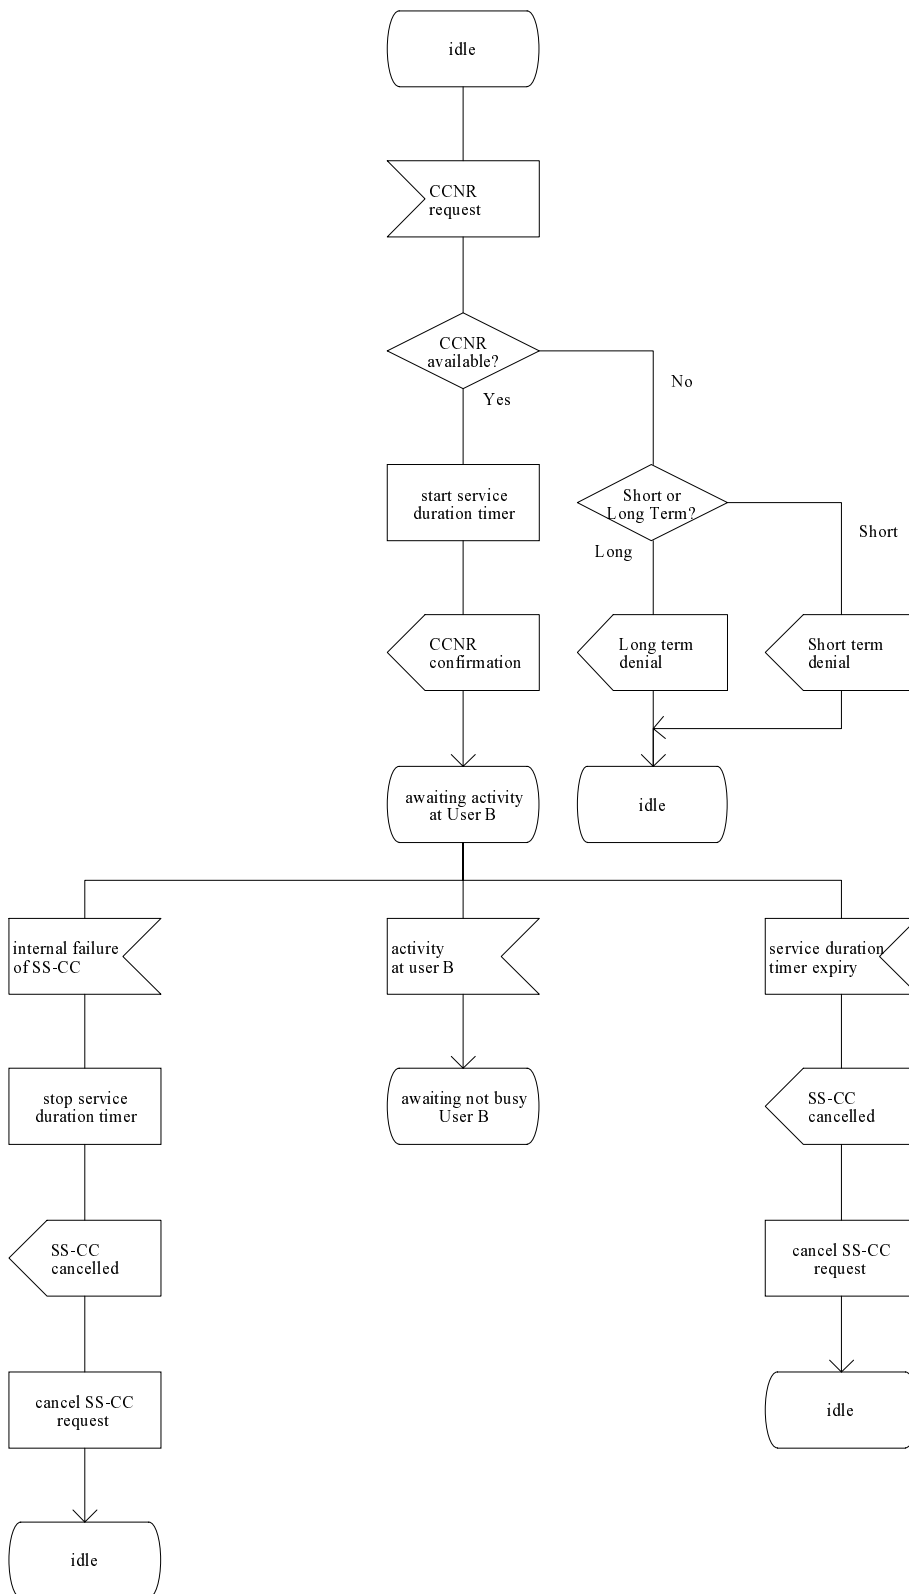 idle
CCNR
request
CCNR
available?
Yes
No
start service
duration timer
Short or
Long Term?
Long
Short
CCNR
confirmation
Long term
denial
Short term
denial
awaiting activity
at User B
idle
internal failure
of SS-CC
activity
at user B
service duration
timer expiry
stop service
duration timer
awaiting not busy
User B
SS-CC
cancelled
SS-CC
cancelled
cancel SS-CC
request
cancel SS-CC
request
idle
idle